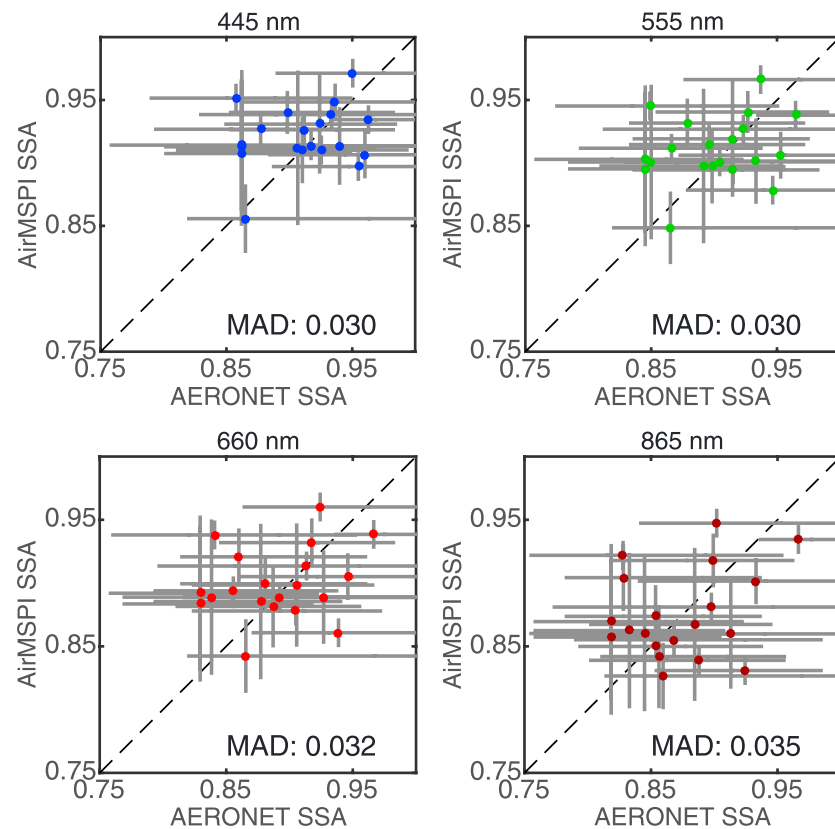 445 nm
0.95
0.85
0.75
AirMSPI SSA
MAD: 0.030
0.75 0.85 0.95
AERONET SSA
555 nm
0.95
0.85
0.75
AirMSPI SSA
MAD: 0.030
0.75 0.85 0.95
AERONET SSA
660 nm
0.95
0.85
0.75
AirMSPI SSA
MAD: 0.032
0.75 0.85 0.95
AERONET SSA
865 nm
0.95
0.85
0.75
AirMSPI SSA
MAD: 0.035
0.75 0.85 0.95
AERONET SSA